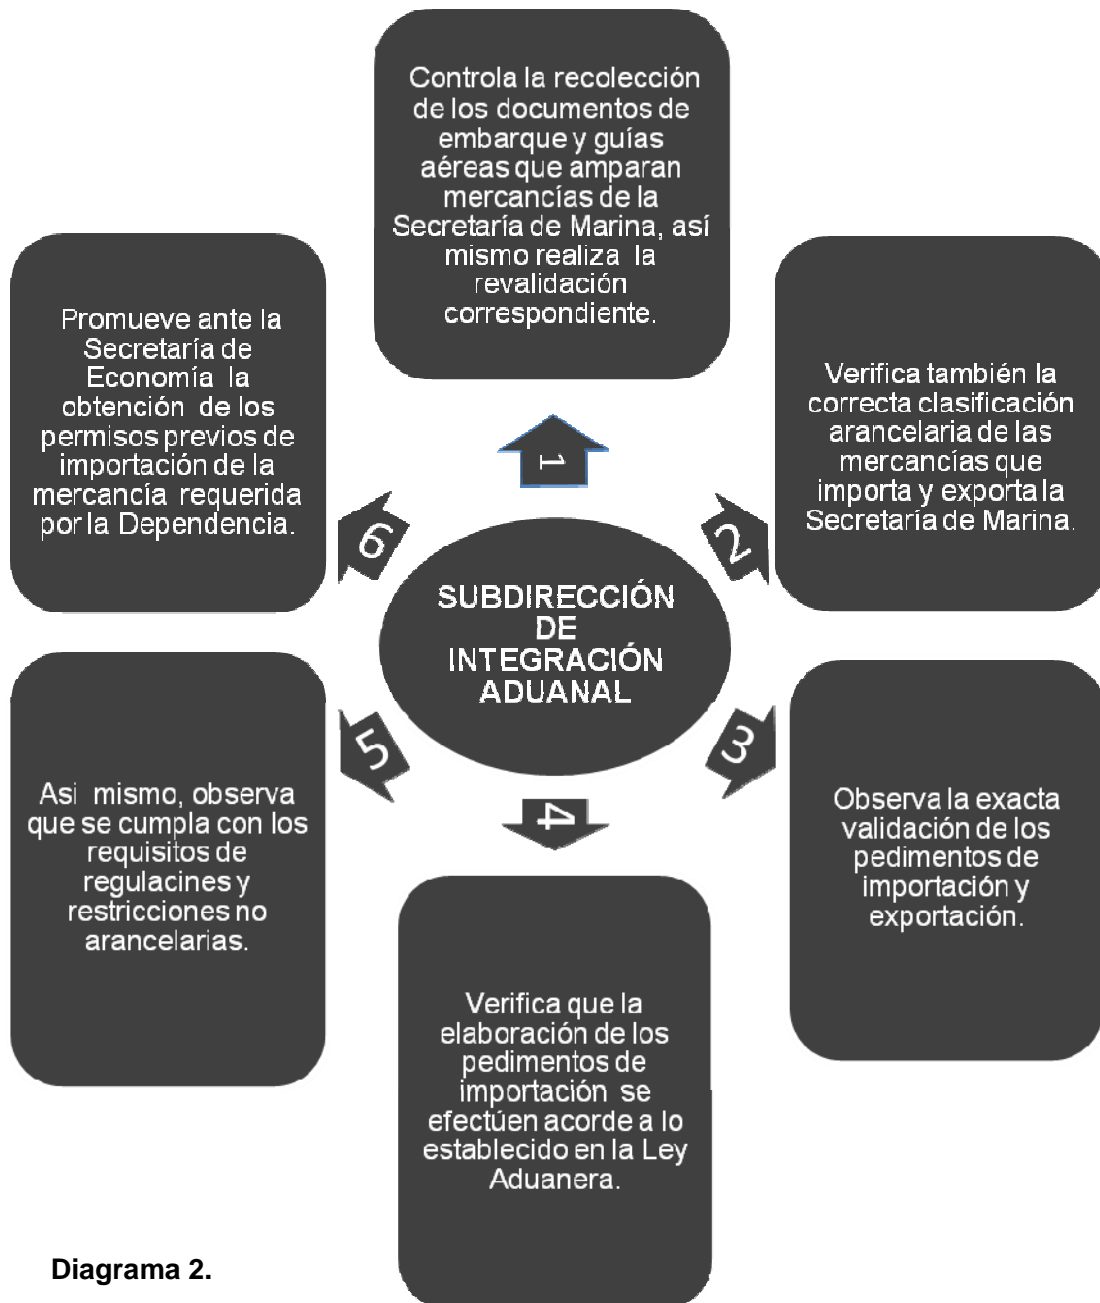 Controla la recolección
de los documentos de
embarque y guías
aéreas que amparan
mercancías de la
Secretaría de Marina, así
mismo realiza la
revalidación
correspondiente.
1
Verifica también la
correcta clasificación
arancelaria de las
mercancías que
importa y exporta la
Secretaría de Marina.
2
Observa la exacta
validación de los
pedimentos de
importación y
exportación.
3
Verifica que la
elaboración de los
pedimentos de
importación se
efectúen acorde a lo
establecido en la Ley
Aduanera.
4
Asi mismo, observa
que se cumpla con los
requisitos de
regulacines y
restricciones no
arancelarias.
5
Promueve ante la
Secretaría de
Economía la
obtención de los
permisos previos de
importación de la
mercancía requerida
por la Dependencia.
6
SUBDIRECCIÓN
DE
INTEGRACIÓN
ADUANAL
Diagrama 2.